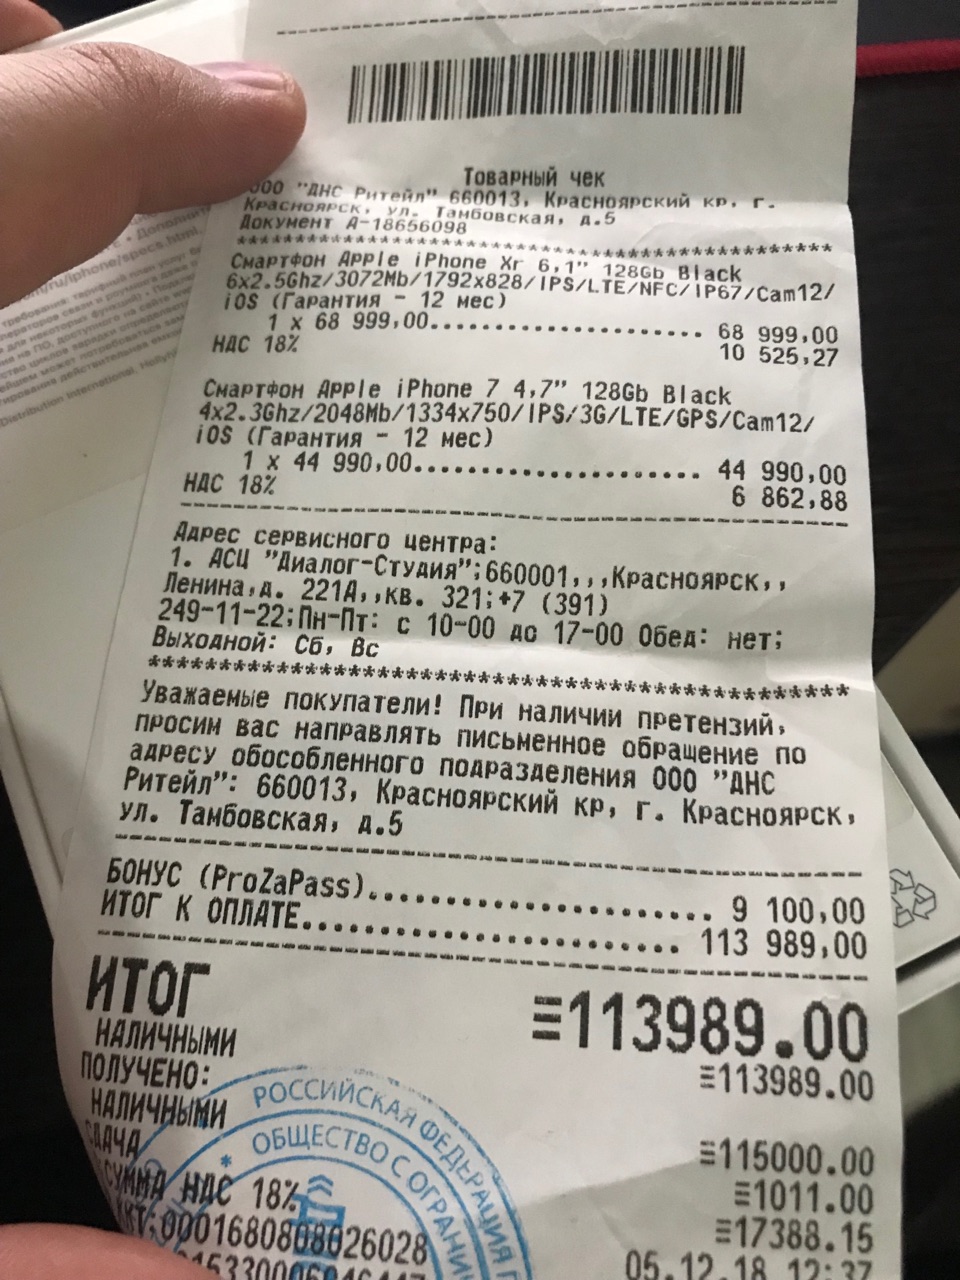 Товарный чек
ООО "ДНС Ритейл" 660013, Красноярский кр, г.
Красноярск, ул. Тамбовская, д.5
Документ А-18656098
Смартфон Apple iPhone Xr 6,1" 128Gb Black
6x2.5Ghz/3072Mb/1792x828/IPS/LTE/NFC/IP67/Cam12/
iOS (Гарантия - 12 мес)
1 x 68 999,00.................... 68 999,00
НДС 18% 10 525,27
Смартфон Apple iPhone 7 4,7" 128Gb Black
4x2.3Ghz/2048Mb/1334x750/IPS/3G/LTE/GPS/Cam12/
iOS (Гарантия - 12 мес)
1 x 44 990,00.................... 44 990,00
НДС 18% 6 862,88
Адрес сервисного центра:
1. АСЦ "Диалог-Студия";660001,,,Красноярск,,
Ленина,д. 221А,,кв. 321;+7 (391)
249-11-22;Пн-Пт: с 10-00 до 17-00 Обед: нет;
Выходной: Сб, Вс
Уважаемые покупатели! При наличии претензий,
просим вас направлять письменное обращение по
адресу обособленного подразделения ООО "ДНС
Ритейл": 660013, Красноярский кр, г. Красноярск,
ул. Тамбовская, д.5
БОНУС (ProZaPass)........................ 9 100,00
ИТОГ К ОПЛАТЕ.......................... 113 989,00
ИТОГ ≡113989.00
НАЛИЧНЫМИ ≡113989.00
ПОЛУЧЕНО:
НАЛИЧНЫМИ ≡115000.00
СДАЧА ≡1011.00
СУММА НДС 18% ≡17388.15
ККТ:0001680808026028 05.12.18 12:37
РОССИЙСКАЯ ФЕДЕРАЦИЯ
ОБЩЕСТВО С